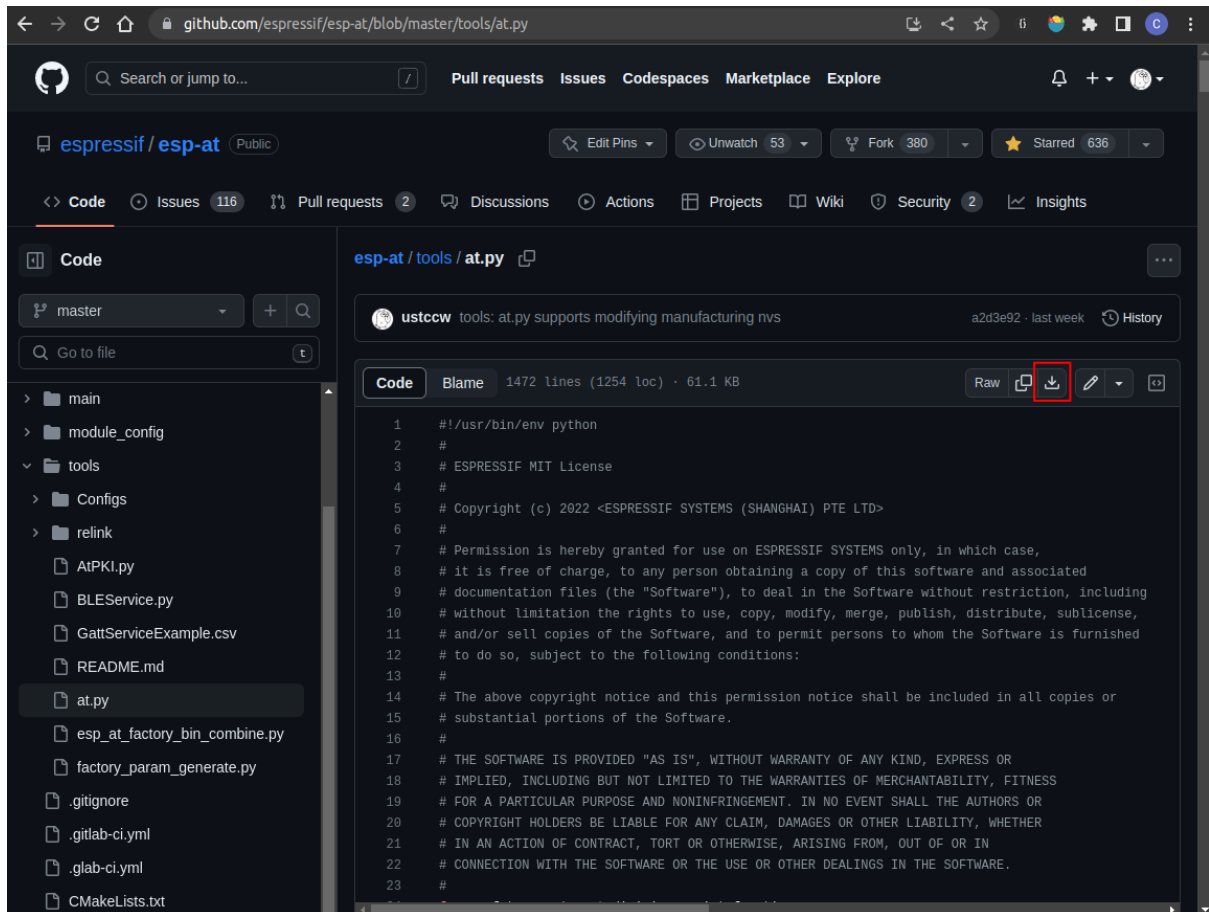 github.com/espressif/esp-at/blob/master/tools/at.py
C
Search or jump to...
/
Pull requests Issues Codespaces Marketplace Explore
espressif / esp-at Public
Edit Pins
Unwatch 53
Fork 380
Starred 636
Code
Issues 116
Pull requests 2
Discussions
Actions
Projects
Wiki
Security 2
Insights
Code
master
Go to file
t
main
module_config
tools
Configs
relink
AtPKI.py
BLEService.py
GattServiceExample.csv
README.md
at.py
esp_at_factory_bin_combine.py
factory_param_generate.py
.gitignore
.gitlab-ci.yml
.glab-ci.yml
CMakeLists.txt
esp-at / tools / at.py
ustccw tools: at.py supports modifying manufacturing nvs
a2d3e92 · last week
History
Code Blame 1472 lines (1254 loc) · 61.1 KB
Raw
1 #!/usr/bin/env python
2 #
3 # ESPRESSIF MIT License
4 #
5 # Copyright (c) 2022 <ESPRESSIF SYSTEMS (SHANGHAI) PTE LTD>
6 #
7 # Permission is hereby granted for use on ESPRESSIF SYSTEMS only, in which case,
8 # it is free of charge, to any person obtaining a copy of this software and associated
9 # documentation files (the "Software"), to deal in the Software without restriction, including
10 # without limitation the rights to use, copy, modify, merge, publish, distribute, sublicense,
11 # and/or sell copies of the Software, and to permit persons to whom the Software is furnished
12 # to do so, subject to the following conditions:
13 #
14 # The above copyright notice and this permission notice shall be included in all copies or
15 # substantial portions of the Software.
16 #
17 # THE SOFTWARE IS PROVIDED "AS IS", WITHOUT WARRANTY OF ANY KIND, EXPRESS OR
18 # IMPLIED, INCLUDING BUT NOT LIMITED TO THE WARRANTIES OF MERCHANTABILITY, FITNESS
19 # FOR A PARTICULAR PURPOSE AND NONINFRINGEMENT. IN NO EVENT SHALL THE AUTHORS OR
20 # COPYRIGHT HOLDERS BE LIABLE FOR ANY CLAIM, DAMAGES OR OTHER LIABILITY, WHETHER
21 # IN AN ACTION OF CONTRACT, TORT OR OTHERWISE, ARISING FROM, OUT OF OR IN
22 # CONNECTION WITH THE SOFTWARE OR THE USE OR OTHER DEALINGS IN THE SOFTWARE.
23 #